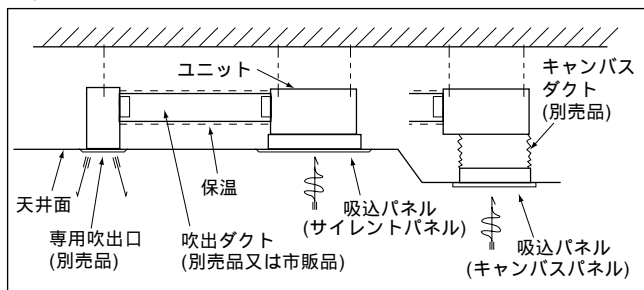 ユニット
キャンバス
ダクト
(別売品)
天井面
専用吹出口
(別売品)
保温
吹出ダクト
(別売品又は市販品)
吸込パネル
(サイレントパネル)
吸込パネル
(キャンバスパネル)